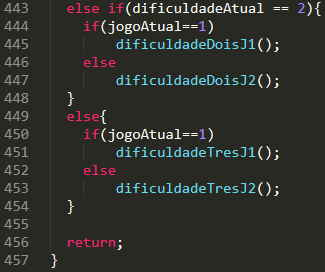 443 else if(dificuldadeAtual == 2){
444 if(jogoAtual==1)
445 dificuldadeDoisJ1();
446 else
447 dificuldadeDoisJ2();
448 }
449 else{
450 if(jogoAtual==1)
451 dificuldadeTresJ1();
452 else
453 dificuldadeTresJ2();
454 }
455
456 return;
457 }